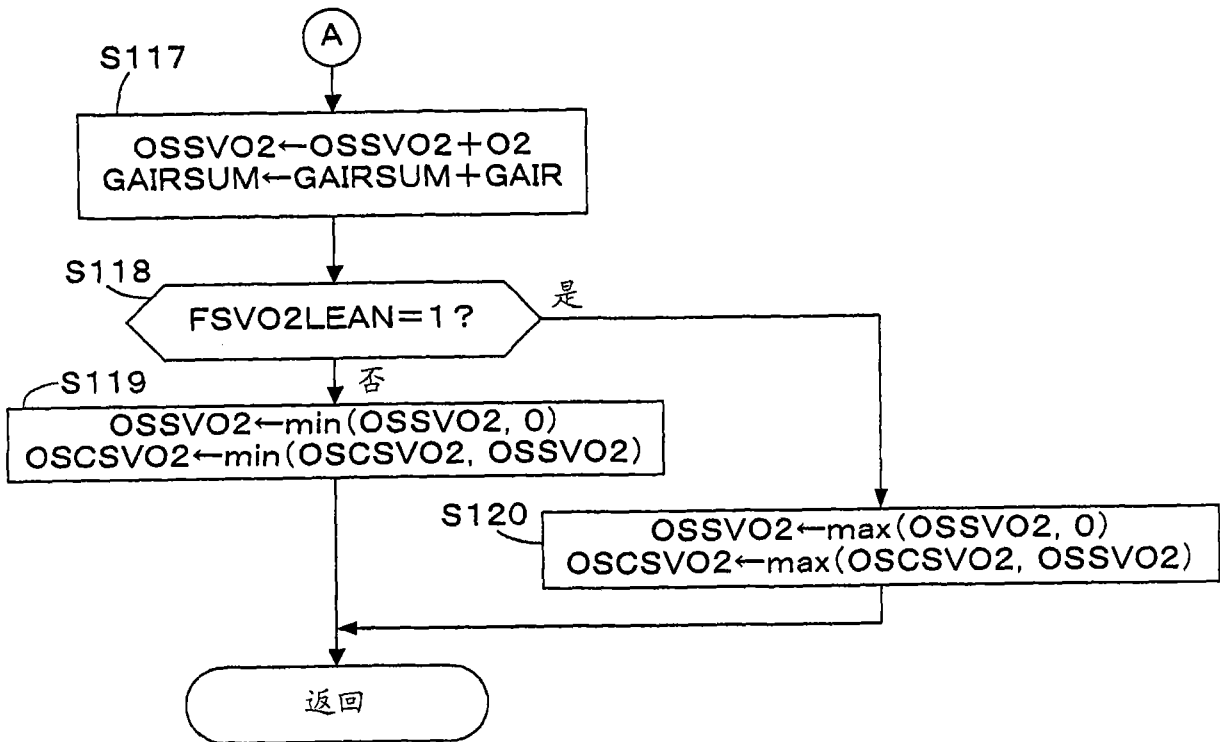 A
S117
OSSVO2←OSSVO2+O2
GAIRSUM←GAIRSUM+GAIR
S118
FSVO2LEAN=1?
是
否
S119
OSSVO2←min(OSSVO2, 0)
OSCSVO2←min(OSCSVO2, OSSVO2)
S120
OSSVO2←max(OSSVO2, 0)
OSCSVO2←max(OSCSVO2, OSSVO2)
返回